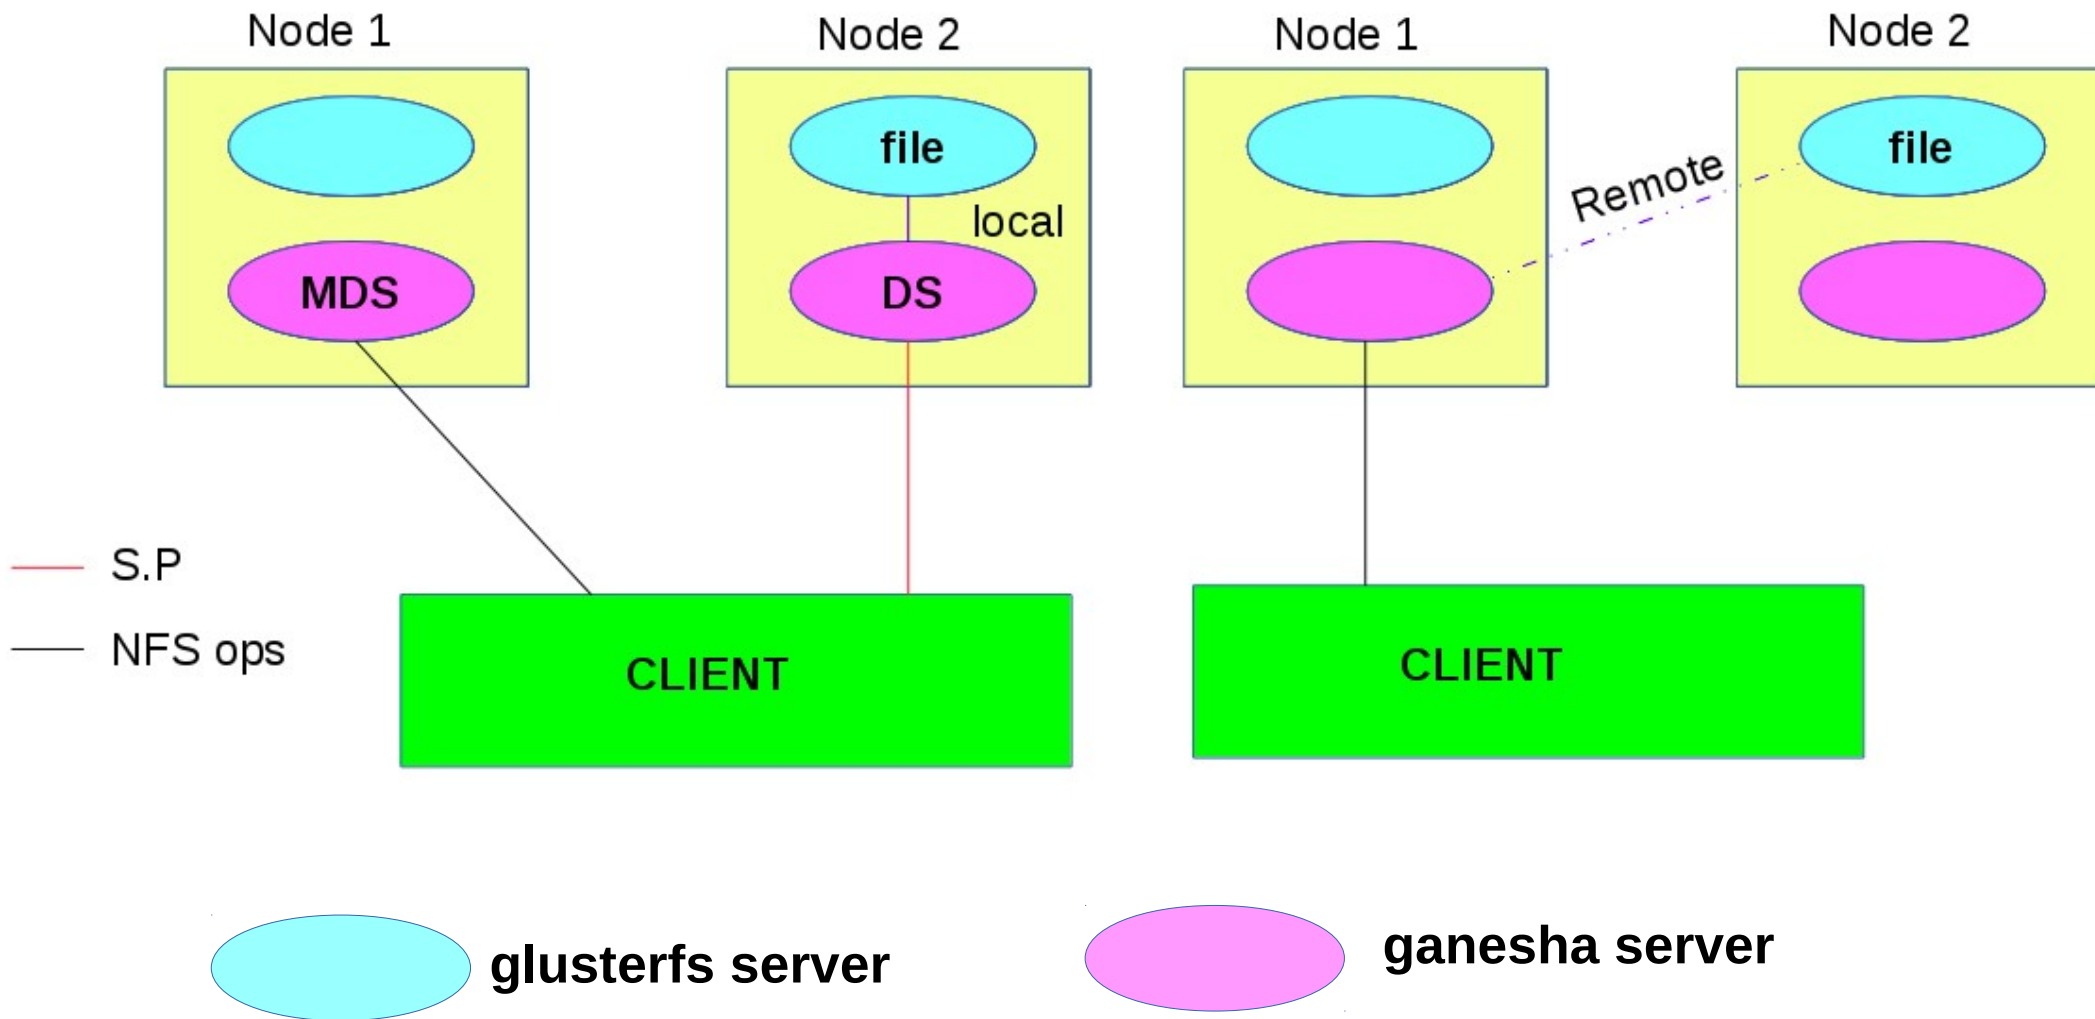 Node 1
Node 2
Node 1
Node 2
file
local
MDS
DS
Remote
file
S.P
NFS ops
CLIENT
CLIENT
glusterfs server
ganesha server